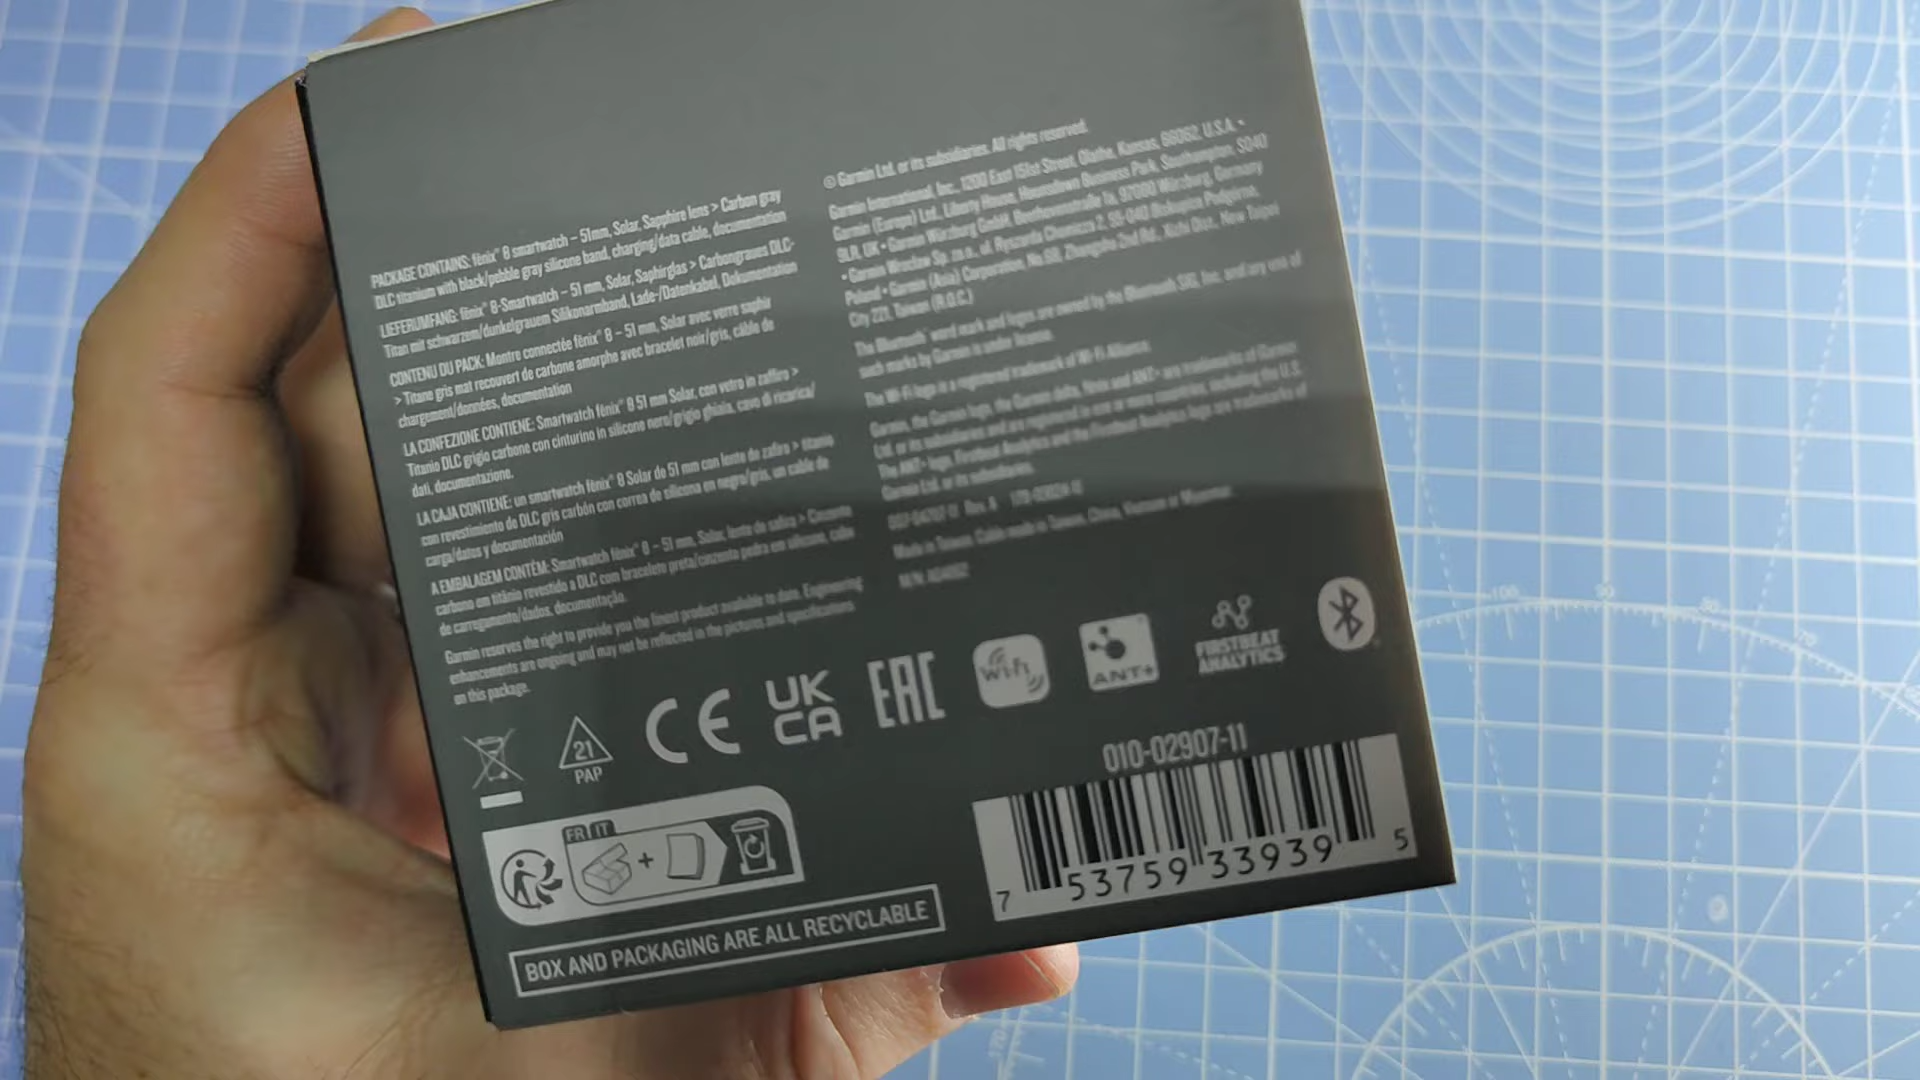 PACKAGE CONTAINS: fēnix® 8 smartwatch – 51mm, Solar, Sapphire lens > Carbon gray
DLC titanium with black/pebble gray silicone band, charging/data cable, documentation
LIEFERUMFANG: fēnix® 8-Smartwatch – 51 mm, Solar, Saphirglas > Carbongraues DLC-
Titan mit schwarzem/dunkelgrauem Silikonarmband, Lade-/Datenkabel, Dokumentation
CONTENU DU PACK: Montre connectée fēnix® 8 – 51 mm, Solar avec verre saphir
> Titane gris mat recouvert de carbone amorphe avec bracelet noir/gris, câble de
chargement/données, documentation
LA CONFEZIONE CONTIENE: Smartwatch fēnix® 8 51 mm Solar, con vetro in zaffiro >
Titanio DLC grigio carbone con cinturino in silicone nero/grigio ghiaia, cavo di ricarica/
dati, documentazione.
LA CAJA CONTIENE: un smartwatch fēnix® 8 Solar de 51 mm con lente de zafiro > titanio
con revestimiento de DLC gris carbón con correa de silicona en negro/gris, un cable de
carga/datos y documentación
A EMBALAGEM CONTÉM: Smartwatch fēnix® 8 – 51 mm, Solar, lente de safira > Cinzento
carbono em titânio revestido a DLC com bracelete preta/cinzento pedra em silicone, cabo
de carregamento/dados, documentação.
Garmin reserves the right to provide you the finest product available to date. Engineering
enhancements are ongoing and may not be reflected in the pictures and specifications
on this package.
© Garmin Ltd. or its subsidiaries. All rights reserved.
Garmin International, Inc., 1200 East 151st Street, Olathe, Kansas, 66062, U.S.A. •
Garmin (Europe) Ltd., Liberty House, Hounsdown Business Park, Southampton, SO40
9LR, UK • Garmin Würzburg GmbH, Beethovenstraße 1a, 97080 Würzburg, Germany
• Garmin Wrocław Sp. z o.o., ul. Ryszarda Chomicza 2, 55-040 Bielany Podgórne,
Poland • Garmin (Asia) Corporation, No.68, Zhangshu 2nd Rd., Xizhi Dist., New Taipei
City 221, Taiwan (R.O.C.)
The Bluetooth® word mark and logos are owned by the Bluetooth SIG, Inc. and any use of
such marks by Garmin is under license.
The Wi-Fi logo is a registered trademark of Wi-Fi Alliance.
Garmin, the Garmin logo, the Garmin delta, fēnix and ANT+ are trademarks of Garmin
Ltd. or its subsidiaries and are registered in one or more countries, including the U.S.
The ANT+ logo, Firstbeat Analytics and the Firstbeat Analytics logo are trademarks of
Garmin Ltd. or its subsidiaries.
Rev. A
Made in Taiwan. Cable made in Taiwan, China, Vietnam or Myanmar.
M/N:
21
PAP
CE
UK
CA
EAC
Wi-Fi
ANT+
FIRSTBEAT
ANALYTICS
010-02907-11
7 53759 33939 5
FR IT
+
BOX AND PACKAGING ARE ALL RECYCLABLE